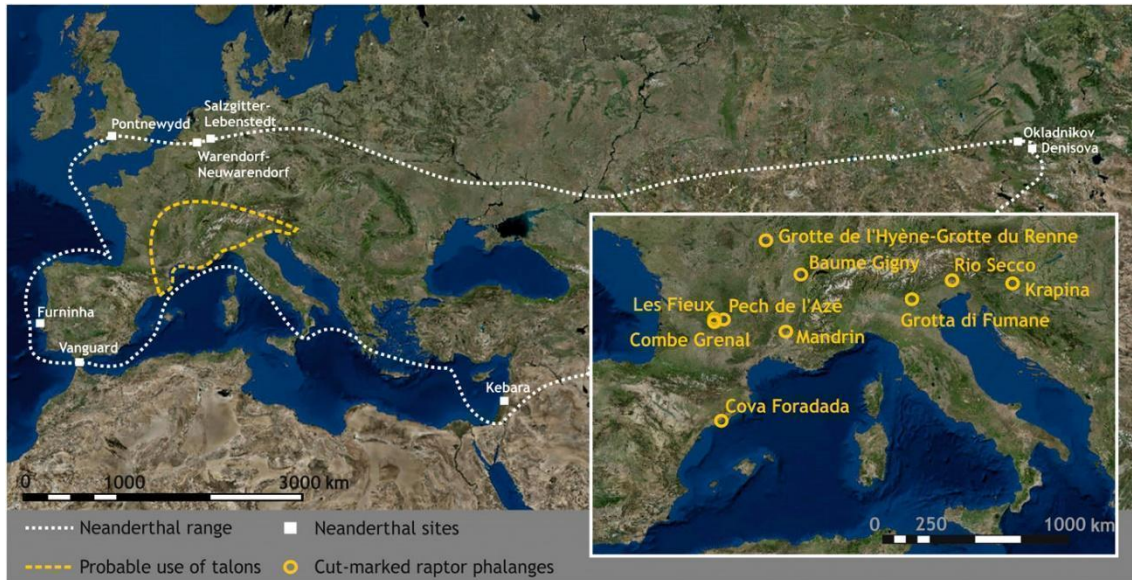 Salzgitter-
Lebenstedt
Pontnewydd
Warendorf-
Neuwarendorf
Okladnikov
Denisova
Furninha
Vanguard
Kebara
Grotte de l'Hyène-Grotte du Renne
Baume Gigny
Rio Secco
Krapina
Les Fieux
Pech de l'Azé
Grotta di Fumane
Combe Grenal
Mandrin
Cova Foradada
0 1000 3000 km
0 250 1000 km
Neanderthal range
Neanderthal sites
Probable use of talons
Cut-marked raptor phalanges